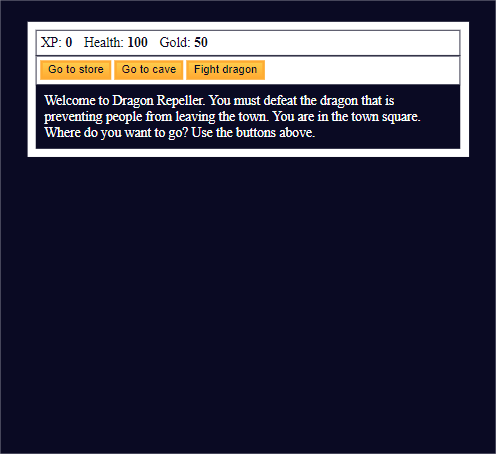 XP: 0 Health: 100 Gold: 50
Go to store Go to cave Fight dragon
Welcome to Dragon Repeller. You must defeat the dragon that is
preventing people from leaving the town. You are in the town square.
Where do you want to go? Use the buttons above.